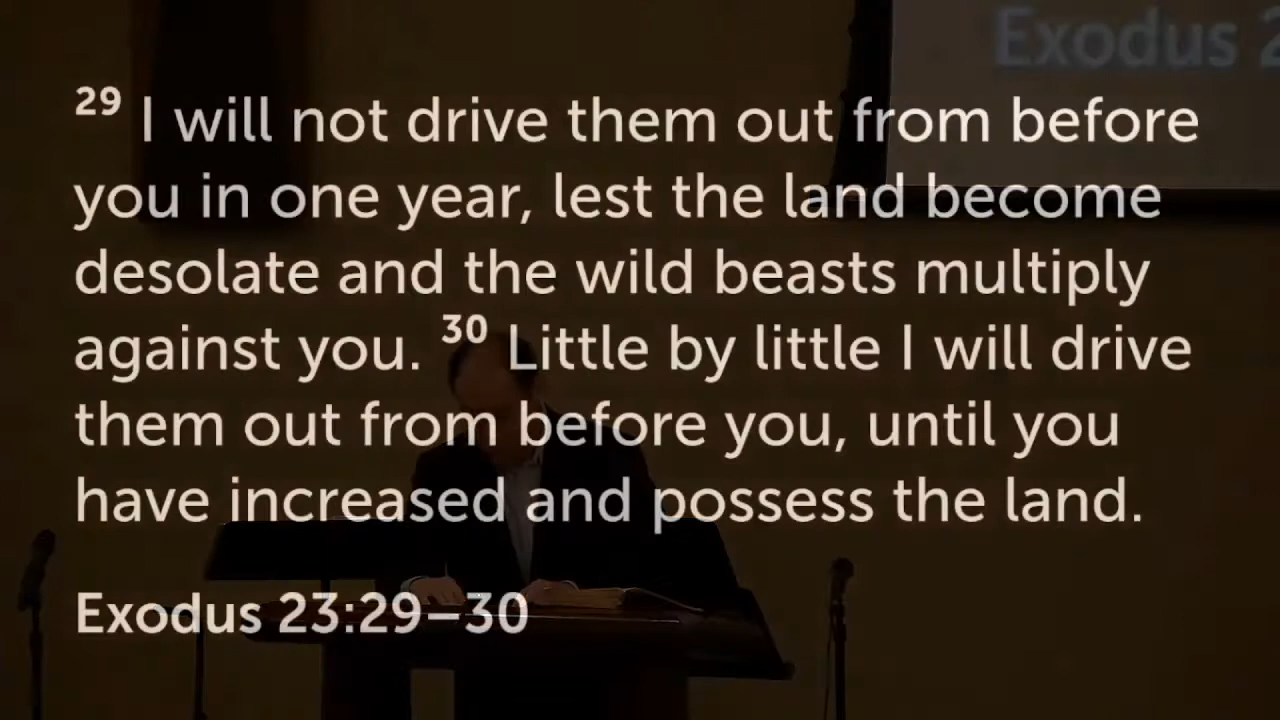 Exodus 2
29 I will not drive them out from before
you in one year, lest the land become
desolate and the wild beasts multiply
against you. 30 Little by little I will drive
them out from before you, until you
have increased and possess the land.
Exodus 23:29–30